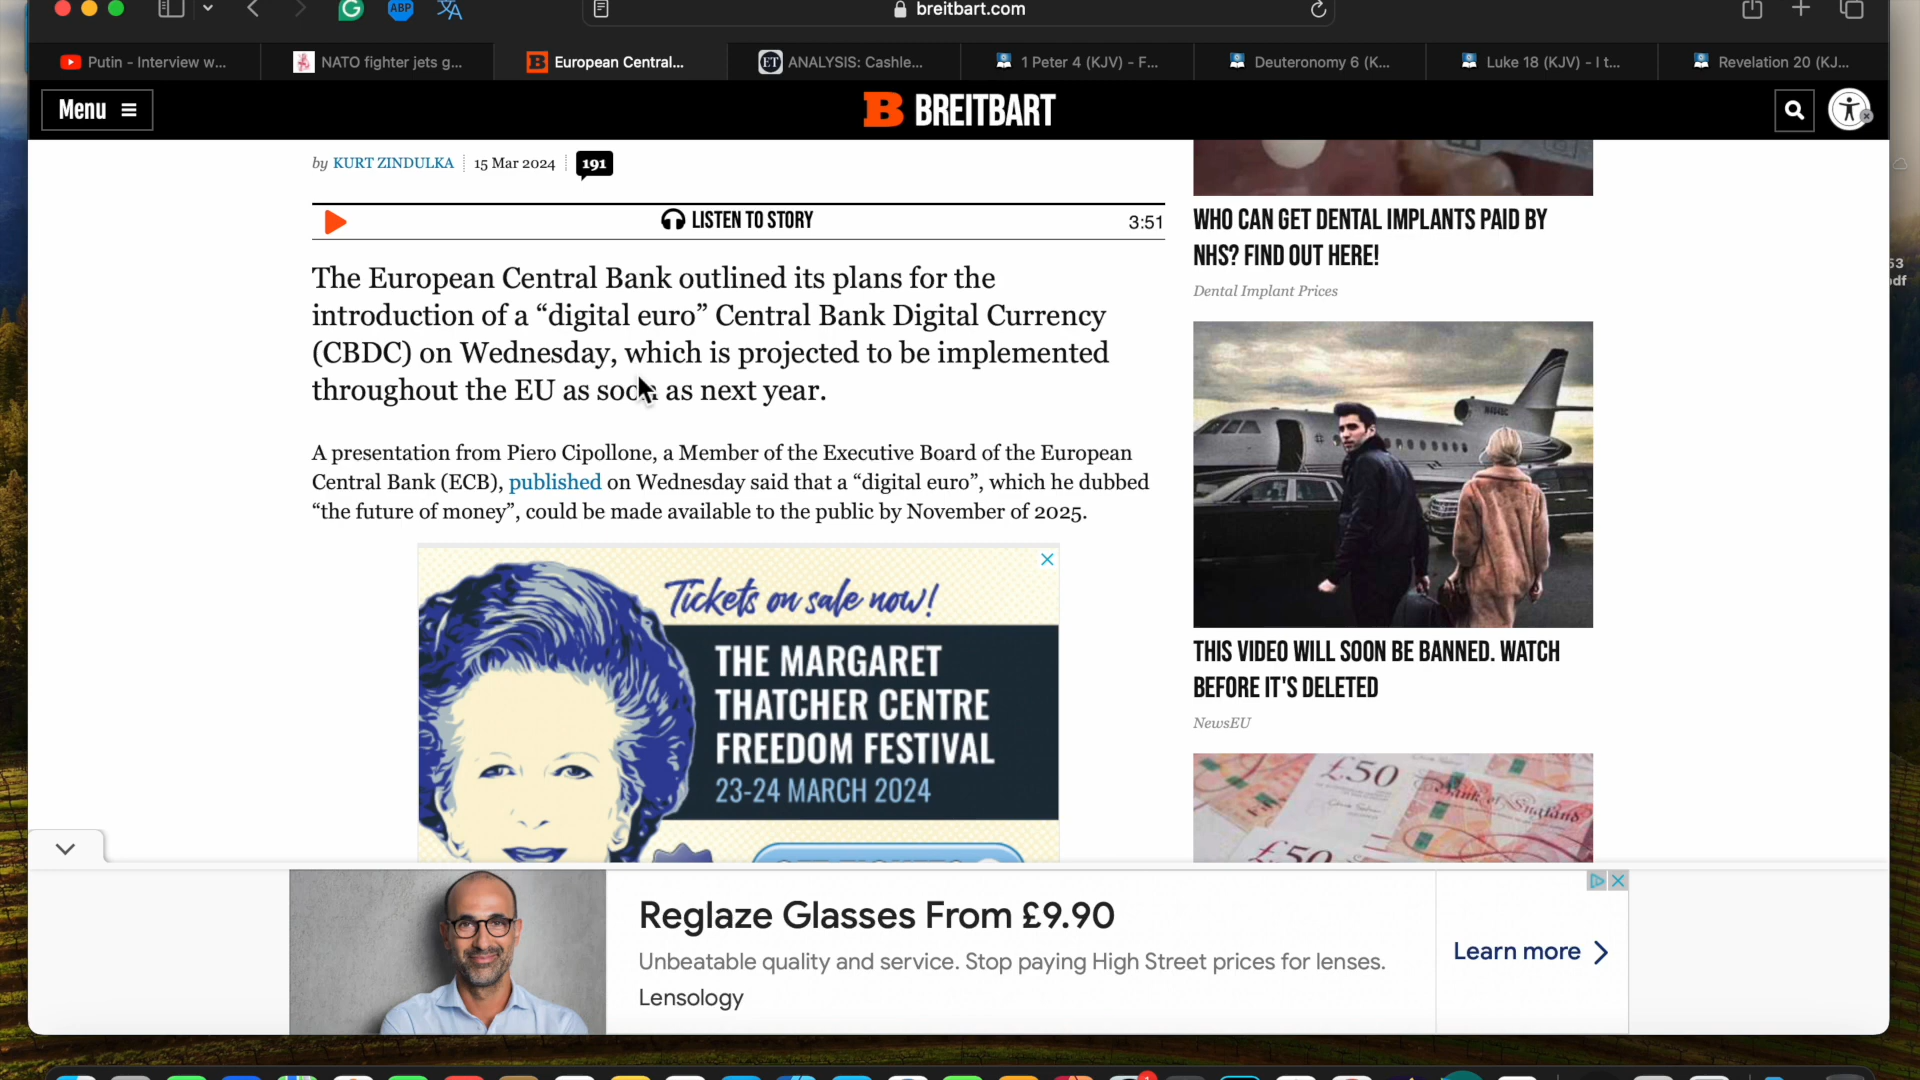 ABP
breitbart.com
Putin - Interview w...
NATO fighter jets g...
B European Central...
ET ANALYSIS: Cashle...
1 Peter 4 (KJV) - F...
Deuteronomy 6 (K...
Luke 18 (KJV) - I t...
Revelation 20 (KJ...
Menu
B BREITBART
by KURT ZINDULKA
15 Mar 2024
191
LISTEN TO STORY
3:51
The European Central Bank outlined its plans for the
introduction of a “digital euro” Central Bank Digital Currency
(CBDC) on Wednesday, which is projected to be implemented
throughout the EU as soon as next year.
A presentation from Piero Cipollone, a Member of the Executive Board of the European
Central Bank (ECB), published on Wednesday said that a “digital euro”, which he dubbed
“the future of money”, could be made available to the public by November of 2025.
Tickets on sale now!
THE MARGARET
THATCHER CENTRE
FREEDOM FESTIVAL
23-24 MARCH 2024
WHO CAN GET DENTAL IMPLANTS PAID BY
NHS? FIND OUT HERE!
Dental Implant Prices
THIS VIDEO WILL SOON BE BANNED. WATCH
BEFORE IT'S DELETED
NewsEU
£50
Bank of England
£50
53
Reglaze Glasses From £9.90
Unbeatable quality and service. Stop paying High Street prices for lenses.
Lensology
Learn more